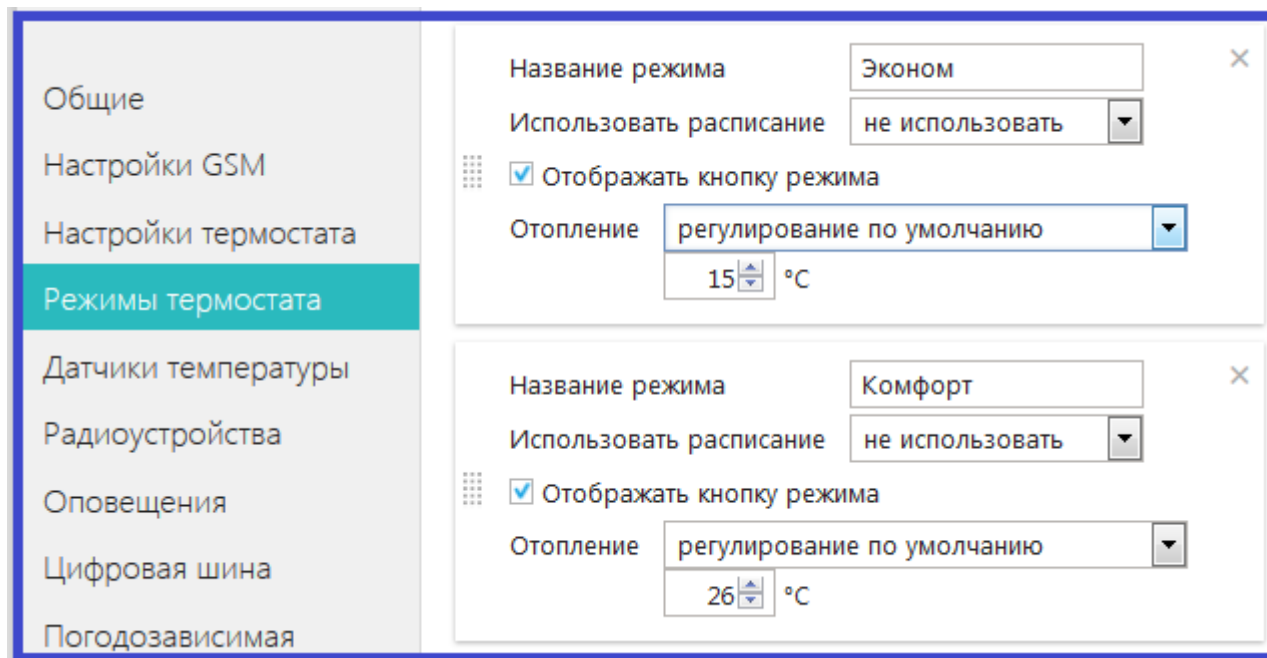 Общие
Настройки GSM
Настройки термостата
Режимы термостата
Датчики температуры
Радиоустройства
Оповещения
Цифровая шина
Погодозависимая
Название режима Эконом
Использовать расписание не использовать
Отображать кнопку режима
Отопление регулирование по умолчанию
15 °C
Название режима Комфорт
Использовать расписание не использовать
Отображать кнопку режима
Отопление регулирование по умолчанию
26 °C